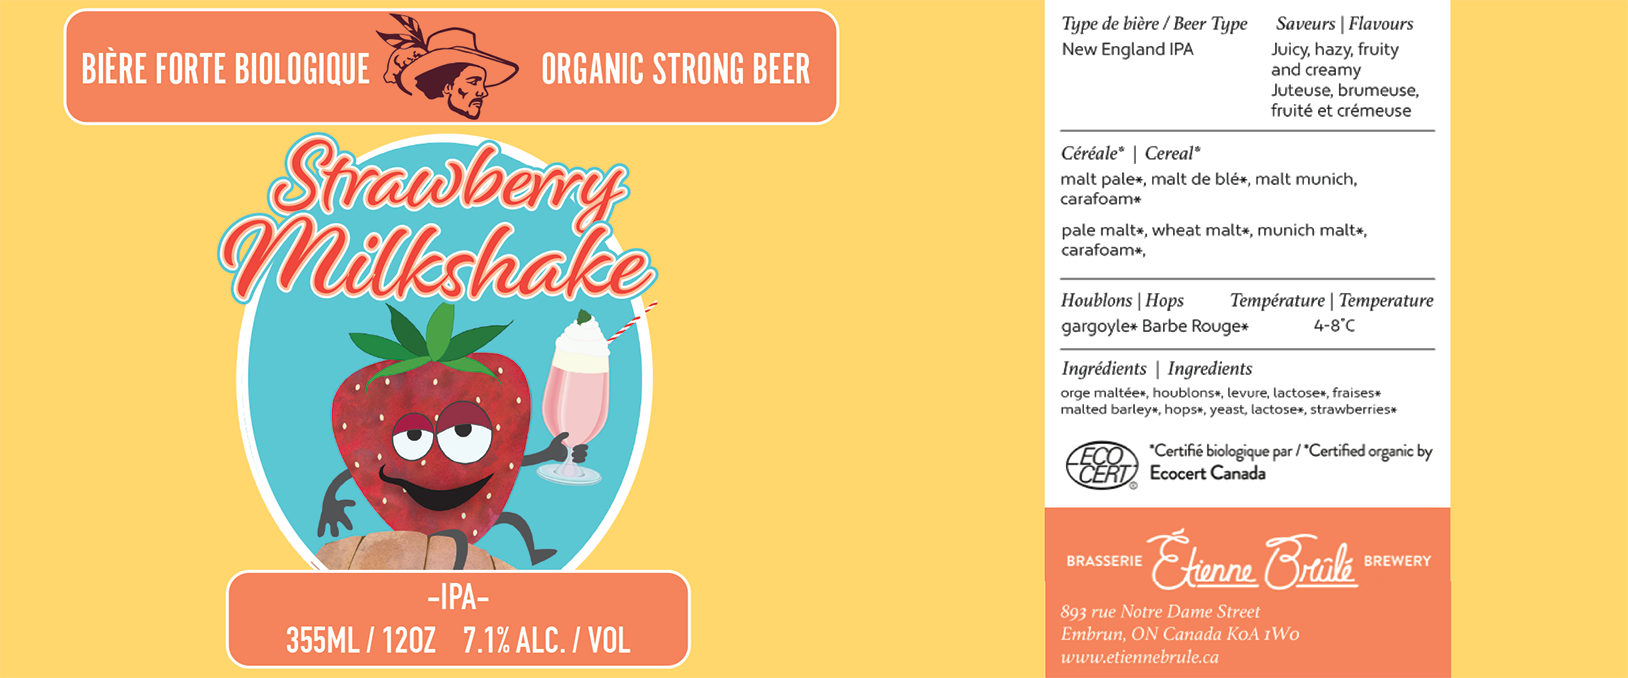 BIÈRE FORTE BIOLOGIQUE
ORGANIC STRONG BEER
Strawberry
Milkshake
-IPA-
355ML / 12OZ 7.1% ALC. / VOL
Type de bière / Beer Type
New England IPA
Saveurs | Flavours
Juicy, hazy, fruity
and creamy
Juteuse, brumeuse,
fruité et crémeuse
Céréale* | Cereal*
malt pale*, malt de blé*, malt munich,
carafoam*
pale malt*, wheat malt*, munich malt*,
carafoam*,
Houblons | Hops
gargoyle* Barbe Rouge*
Température | Temperature
4-8°C
Ingrédients | Ingredients
orge maltée*, houblons*, levure, lactose*, fraises*
malted barley*, hops*, yeast, lactose*, strawberries*
ECO
CERT®
*Certifié biologique par / *Certified organic by
Ecocert Canada
BRASSERIE Étienne Brûlé BREWERY
893 rue Notre Dame Street
Embrun, ON Canada K0A 1W0
www.etiennebrule.ca